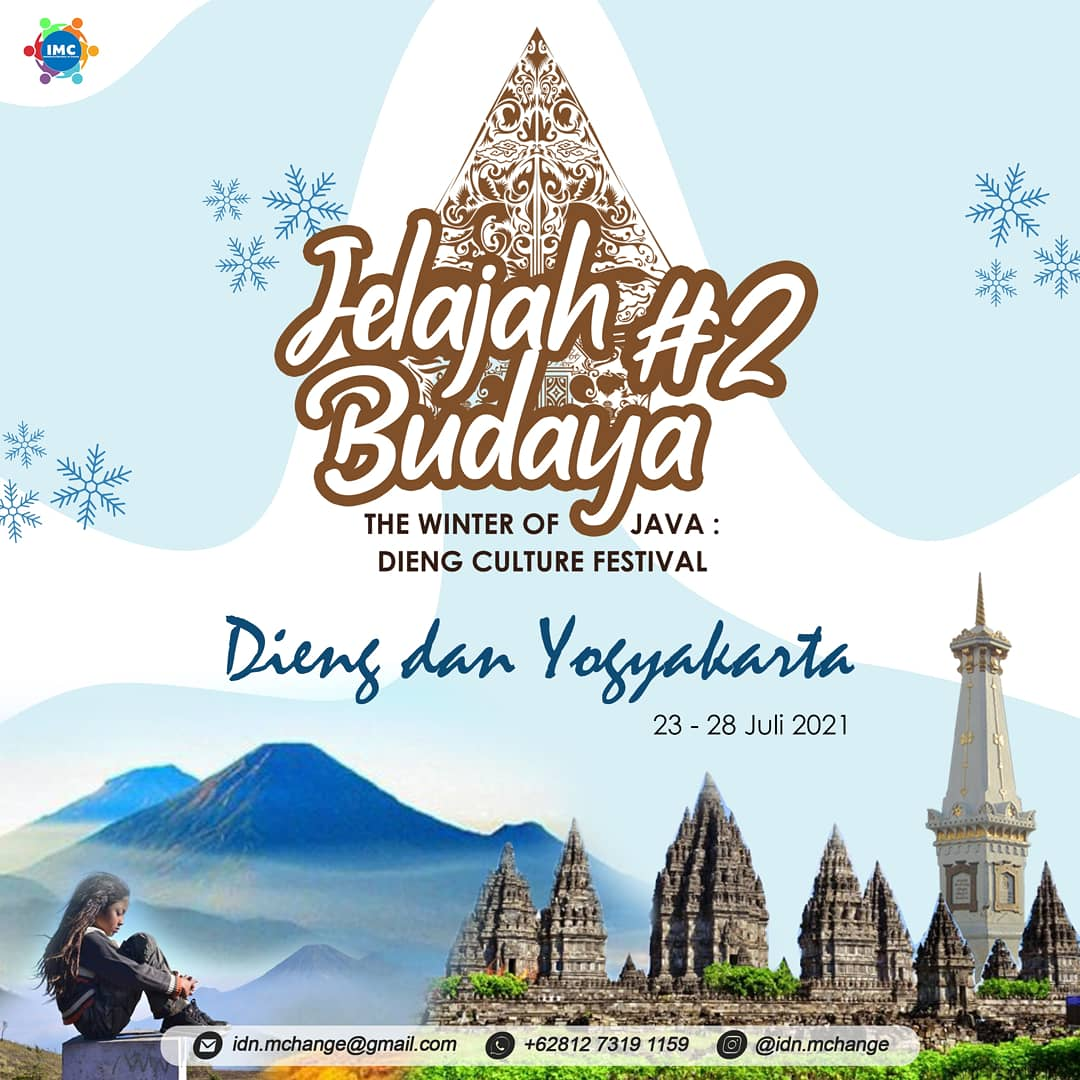 IMC
Jelajah
Budaya #2
THE WINTER OF JAVA :
DIENG CULTURE FESTIVAL
Dieng dan Yogyakarta
23 - 28 Juli 2021
idn.mchange@gmail.com
+62812 7319 1159
@idn.mchange